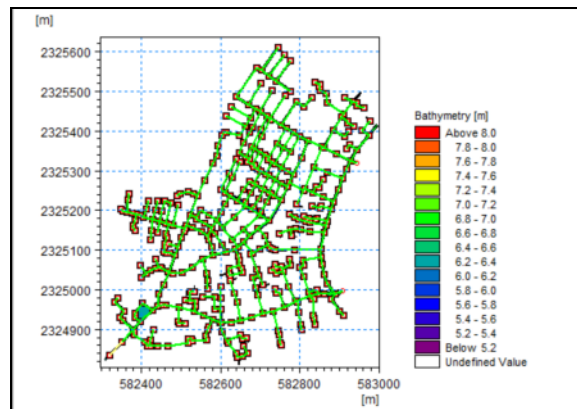 [m]
2325600
2325500
2325400
2325300
2325200
2325100
2325000
2324900
582400 582600 582800 583000
[m]
Bathymetry [m]
Above 8.0
7.8 - 8.0
7.6 - 7.8
7.4 - 7.6
7.2 - 7.4
7.0 - 7.2
6.8 - 7.0
6.6 - 6.8
6.4 - 6.6
6.2 - 6.4
6.0 - 6.2
5.8 - 6.0
5.6 - 5.8
5.4 - 5.6
5.2 - 5.4
Below 5.2
Undefined Value